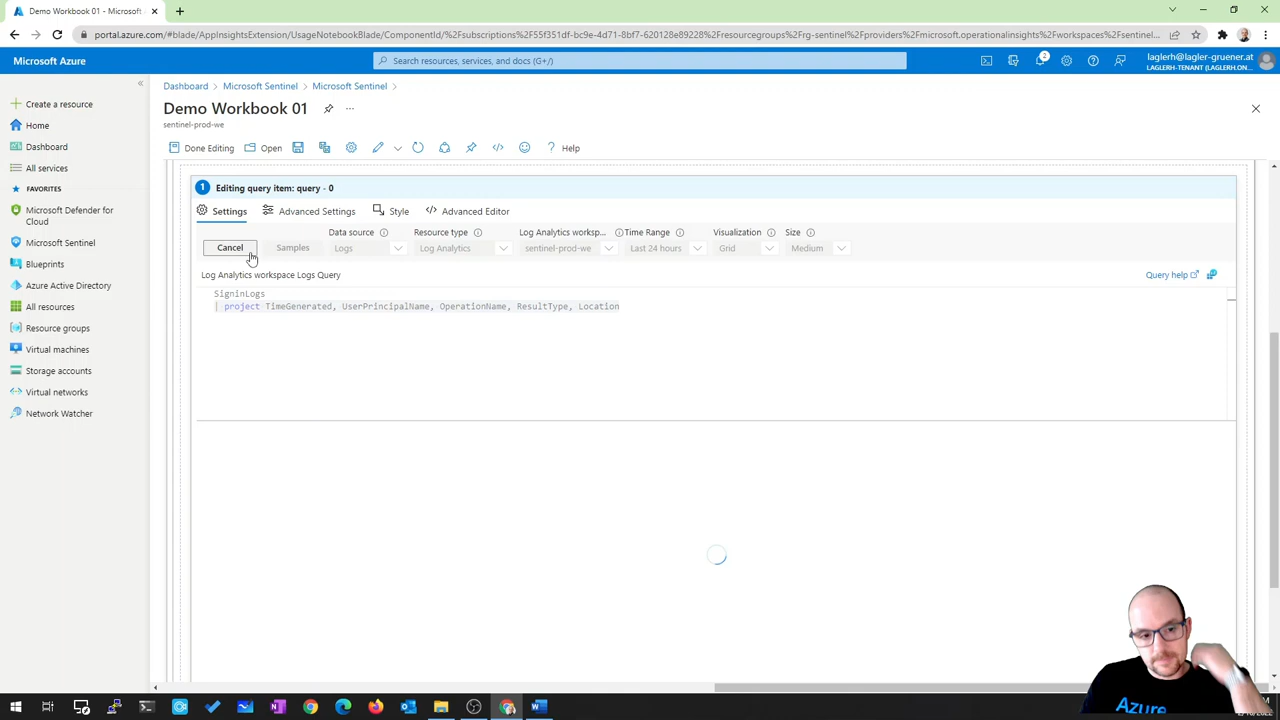 Demo Workbook 01 - Microsoft
portal.azure.com/#blade/AppInsightsExtension/UsageNotebookBlade/ComponentId/%2Fsubscriptions%2F55f351df-bc9e-4d71-8bf7-620128e89228%2Fresourcegroups%2Frg-sentinel%2Fproviders%2Fmicrosoft.operationalinsights%2Fworkspaces%2Fsentinel...
Microsoft Azure
Search resources, services, and docs (G+/)
2
laglerh@lagler-gruener.at
LAGLERH-TENANT (LAGLERH.ON...
Create a resource
Home
Dashboard
All services
FAVORITES
Microsoft Defender for
Cloud
Microsoft Sentinel
Blueprints
Azure Active Directory
All resources
Resource groups
Virtual machines
Storage accounts
Virtual networks
Network Watcher
Dashboard > Microsoft Sentinel > Microsoft Sentinel >
Demo Workbook 01
sentinel-prod-we
Done Editing
Open
? Help
1 Editing query item: query - 0
Settings
Advanced Settings
Style
Advanced Editor
Data source
Resource type
Log Analytics worksp...
Time Range
Visualization
Size
Cancel
Samples
Logs
Log Analytics
sentinel-prod-we
Last 24 hours
Grid
Medium
Log Analytics workspace Logs Query
Query help
SigninLogs
| project TimeGenerated, UserPrincipalName, OperationName, ResultType, Location
Azure